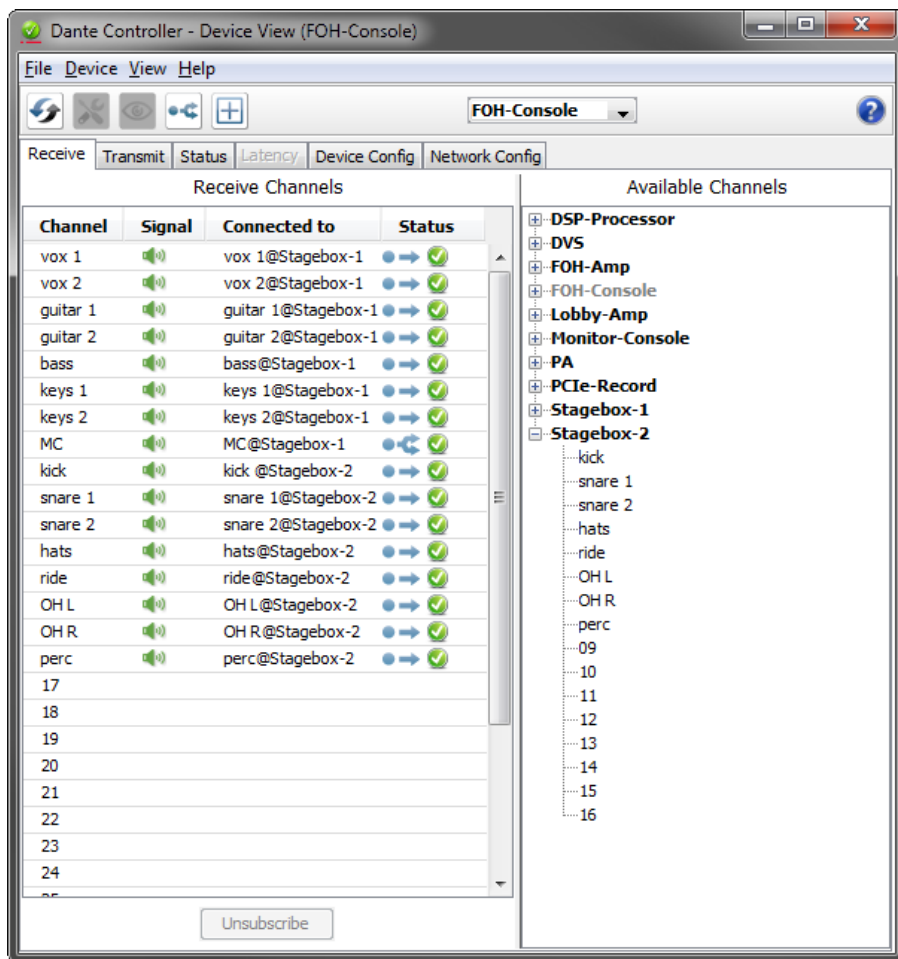 Dante Controller - Device View (FOH-Console)
File Device View Help
FOH-Console
Receive Transmit Status Latency Device Config Network Config
Receive Channels
Channel Signal Connected to Status
vox 1 vox 1@Stagebox-1
vox 2 vox 2@Stagebox-1
guitar 1 guitar 1@Stagebox-1
guitar 2 guitar 2@Stagebox-1
bass bass@Stagebox-1
keys 1 keys 1@Stagebox-1
keys 2 keys 2@Stagebox-1
MC MC@Stagebox-1
kick kick @Stagebox-2
snare 1 snare 1@Stagebox-2
snare 2 snare 2@Stagebox-2
hats hats@Stagebox-2
ride ride@Stagebox-2
OH L OH L@Stagebox-2
OH R OH R@Stagebox-2
perc perc@Stagebox-2
17
18
19
20
21
22
23
24
Unsubscribe
Available Channels
DSP-Processor
DVS
FOH-Amp
FOH-Console
Lobby-Amp
Monitor-Console
PA
PCIe-Record
Stagebox-1
Stagebox-2
kick
snare 1
snare 2
hats
ride
OH L
OH R
perc
09
10
11
12
13
14
15
16